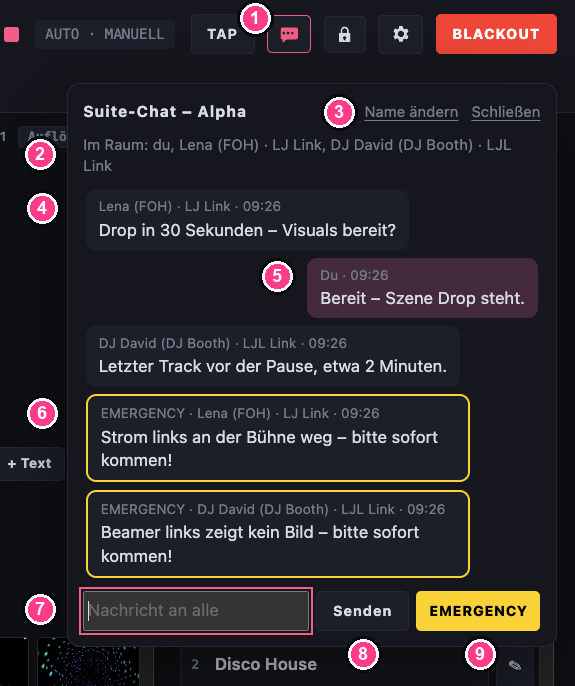 1
AUTO · MANUELL
TAP
BLACKOUT
Suite-Chat – Alpha
3
Name ändern
Schließen
1
Auflö
2
Im Raum: du, Lena (FOH) · LJ Link, DJ David (DJ Booth) · LJL
Link
4
Lena (FOH) · LJ Link · 09:26
Drop in 30 Sekunden – Visuals bereit?
5
Du · 09:26
Bereit – Szene Drop steht.
DJ David (DJ Booth) · LJL Link · 09:26
Letzter Track vor der Pause, etwa 2 Minuten.
6
EMERGENCY · Lena (FOH) · LJ Link · 09:26
Strom links an der Bühne weg – bitte sofort
kommen!
+ Text
EMERGENCY · DJ David (DJ Booth) · LJL Link · 09:26
Beamer links zeigt kein Bild – bitte sofort
kommen!
7
Nachricht an alle
Senden
EMERGENCY
8
9
2
Disco House